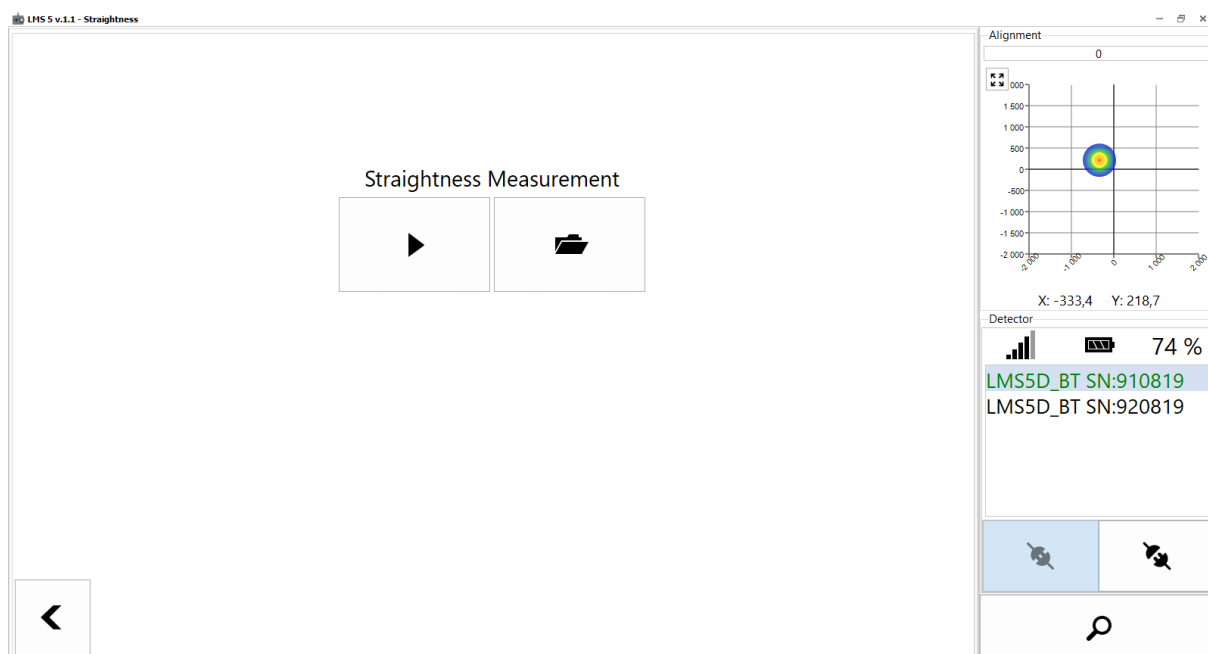 LMS 5 v.1.1 - Straightness
Straightness Measurement
Alignment
0
000
1 500
1 000
500
0
-500
-1 000
-1 500
-2 000
-2 000
-1 000
0
1 000
2 000
X: -333,4 Y: 218,7
Detector
74 %
LMS5D_BT SN:910819
LMS5D_BT SN:920819